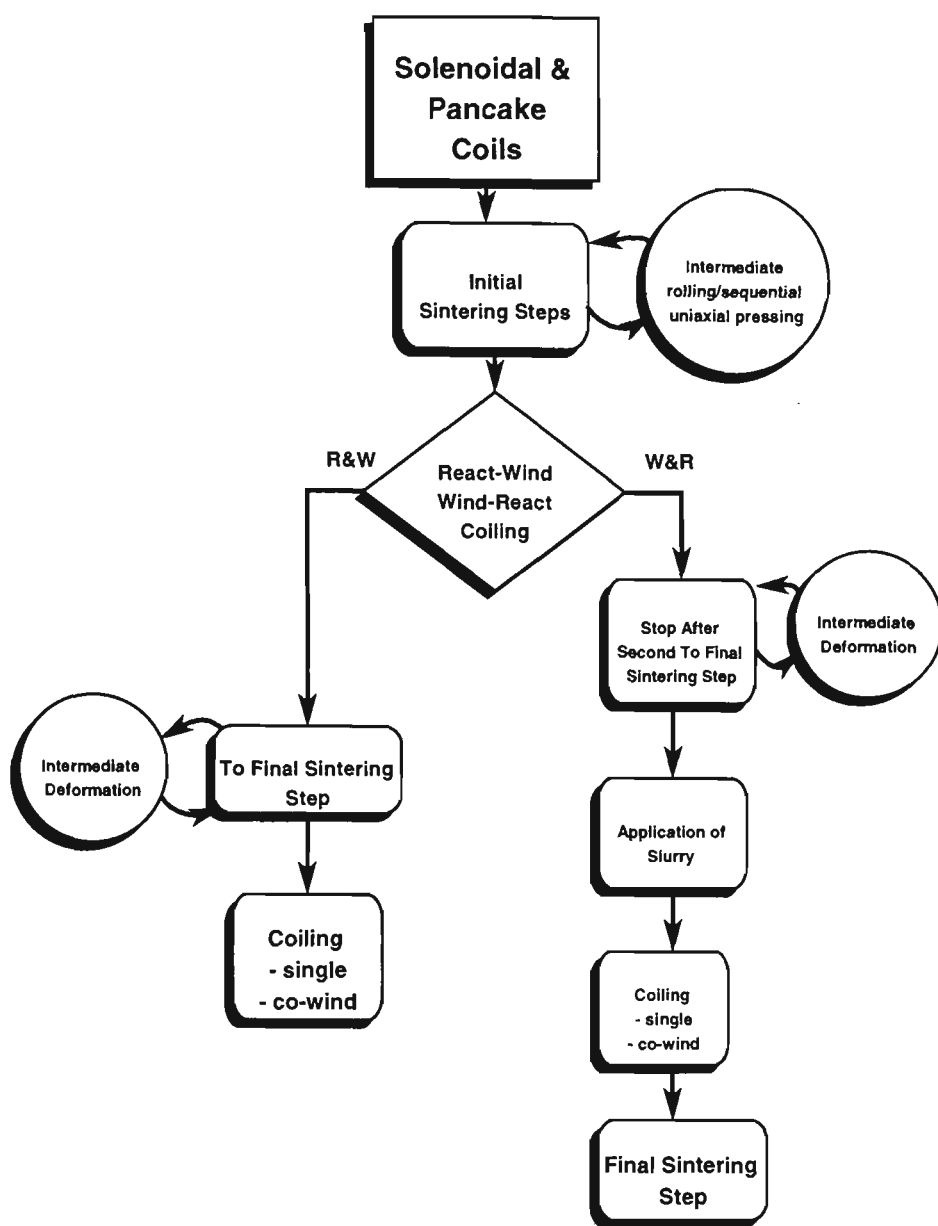 Solenoidal &
Pancake
Coils
Initial
Sintering Steps
Intermediate
rolling/sequential
uniaxial pressing
R&W
React-Wind
Wind-React
Coiling
W&R
Stop After
Second To Final
Sintering Step
Intermediate
Deformation
Intermediate
Deformation
To Final Sintering
Step
Application of
Slurry
Coiling
- single
- co-wind
Coiling
- single
- co-wind
Final Sintering
Step